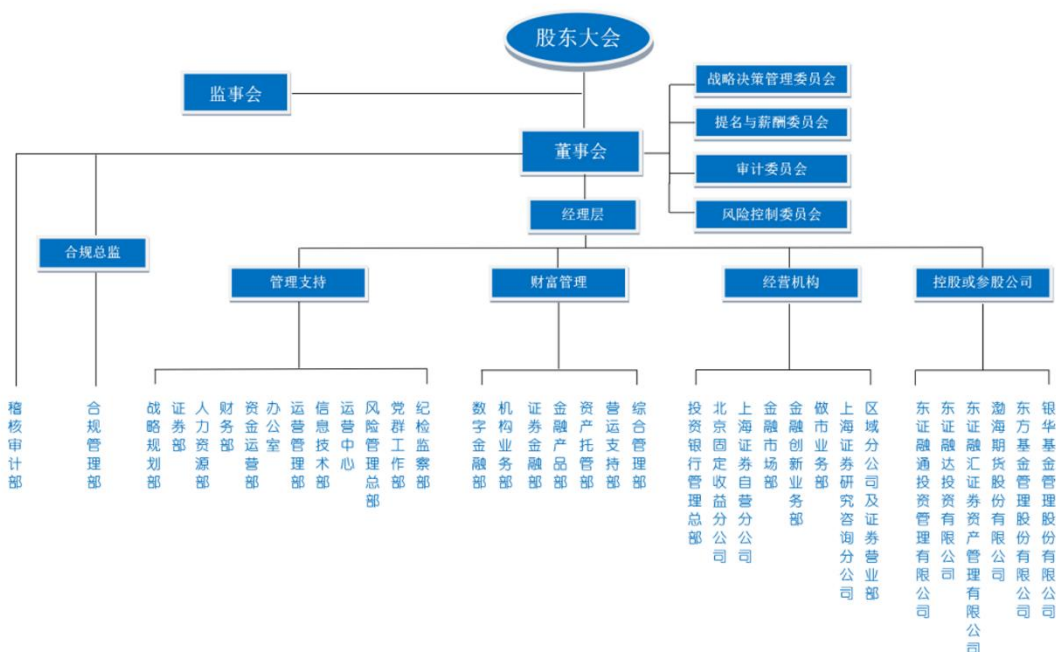 股东大会
监事会
战略决策管理委员会
提名与薪酬委员会
董事会
审计委员会
经理层
风险控制委员会
合规总监
管理支持
财富管理
经营机构
控股或参股公司
稽核审计部
合规管理部
战略规划部
证券部
人力资源部
财务部
资金运营部
办公室
运营管理部
信息技术部
运营中心
风险管理总部
党群工作部
纪检监察部
数字金融部
机构业务部
证券金融部
金融产品部
资产托管部
营运支持部
综合管理部
投资银行管理总部
北京固定收益分公司
上海证券自营分公司
金融市场部
金融创新业务部
做市业务部
上海证券研究咨询分公司
区域分公司及证券营业部
东证融通投资管理有限公司
东证融达投资有限公司
东证融汇证券资产管理有限公司
渤海期货股份有限公司
东方基金管理股份有限公司
银华基金管理股份有限公司